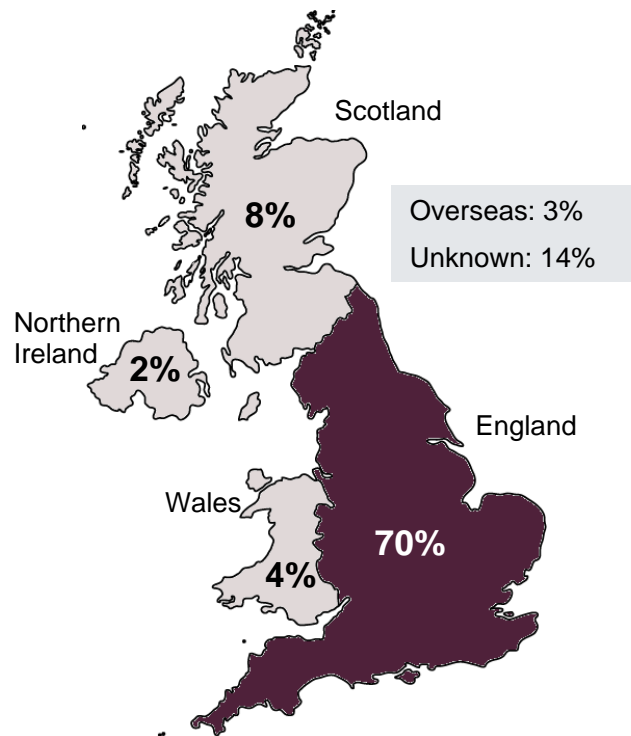 Scotland
8%
Overseas: 3%
Unknown: 14%
Northern
Ireland
2%
England
Wales
70%
4%